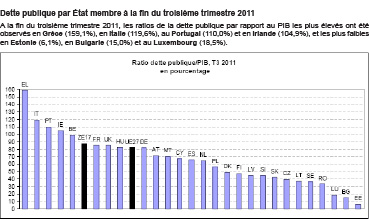 Dette publique par État membre à la fin du troisième trimestre 2011
A la fin du troisième trimestre 2011, les ratios de la dette publique par rapport au PIB les plus élevés ont été
observés en Grèce (159,1%), en Italie (119,6%), au Portugal (110,0%) et en Irlande (104,9%), et les plus faibles
en Estonie (6,1%), en Bulgarie (15,0%) et au Luxembourg (18,5%).
Ratio dette publique/PIB, T3 2011
en pourcentage
EL
160
150
140
130
120
110
100
90
80
70
60
50
40
30
20
10
0
IT
PT
IE
BE
ZE17
FR
UK
HU
UE27
DE
AT
MT
CY
ES
NL
PL
DK
FI
LV
SI
SK
CZ
LT
SE
RO
LU
BG
EE